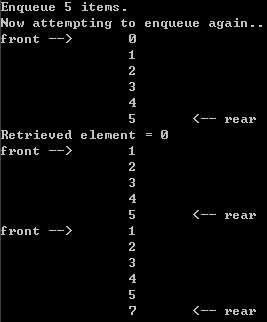 Enqueue 5 items.
Now attempting to enqueue again..
front --> 0
1
2
3
4
5 <-- rear
Retrieved element = 0
front --> 1
2
3
4
5 <-- rear
front --> 1
2
3
4
5
7 <-- rear